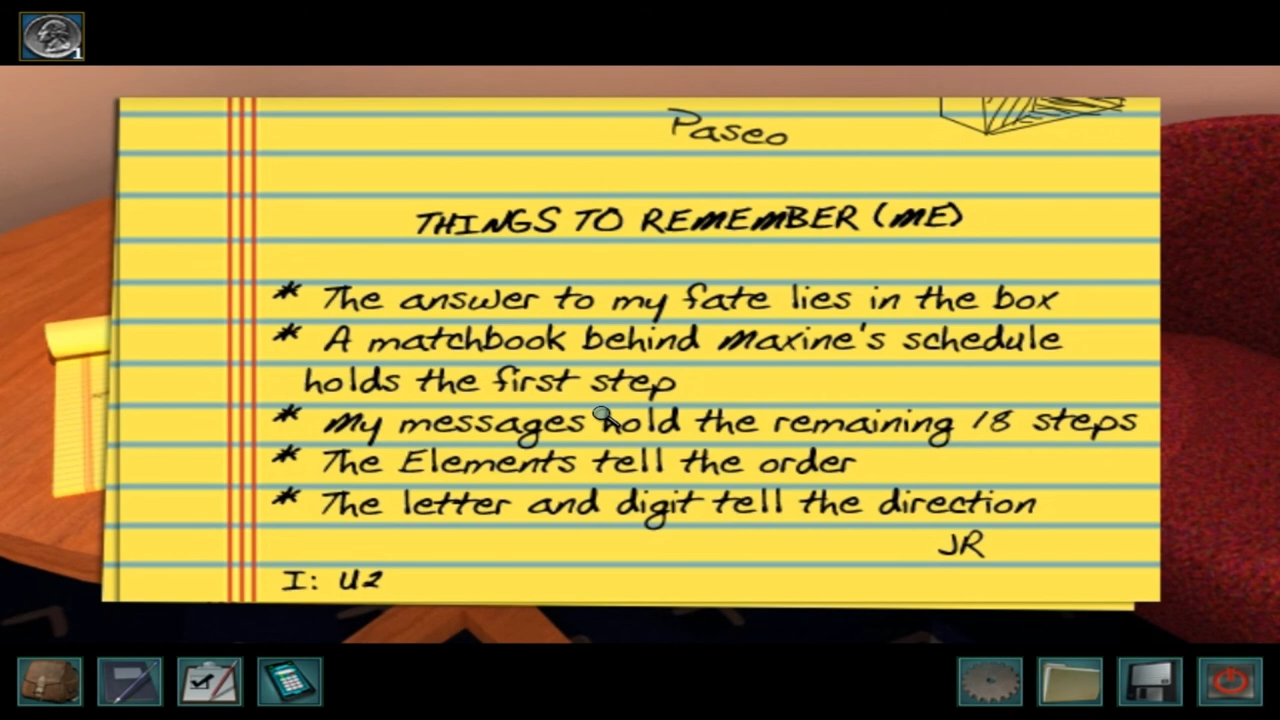 1
Paseo
THINGS TO REMEMBER (ME)
* The answer to my fate lies in the box
* A matchbook behind Maxine's schedule
holds the first step
* My messages hold the remaining 18 steps
* The Elements tell the order
* The letter and digit tell the direction
JR
I: U2